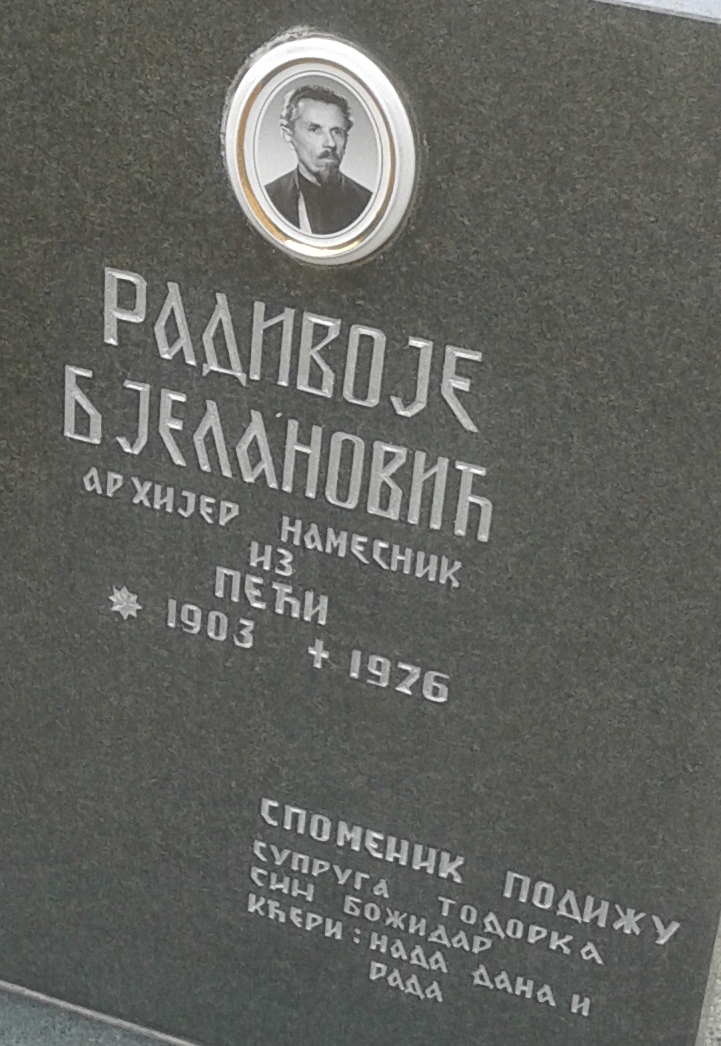 РАДИВОЈЕ
БЈЕЛАНОВИЋ
АРХИЈЕР НАМЕСНИК
ИЗ
ПЕЋИ
* 1903 + 1976
СПОМЕНИК ПОДИЖУ
СУПРУГА ТОДОРКА
СИН БОЖИДАР
КЋЕРИ: НАДА ДАНА И
РАДА